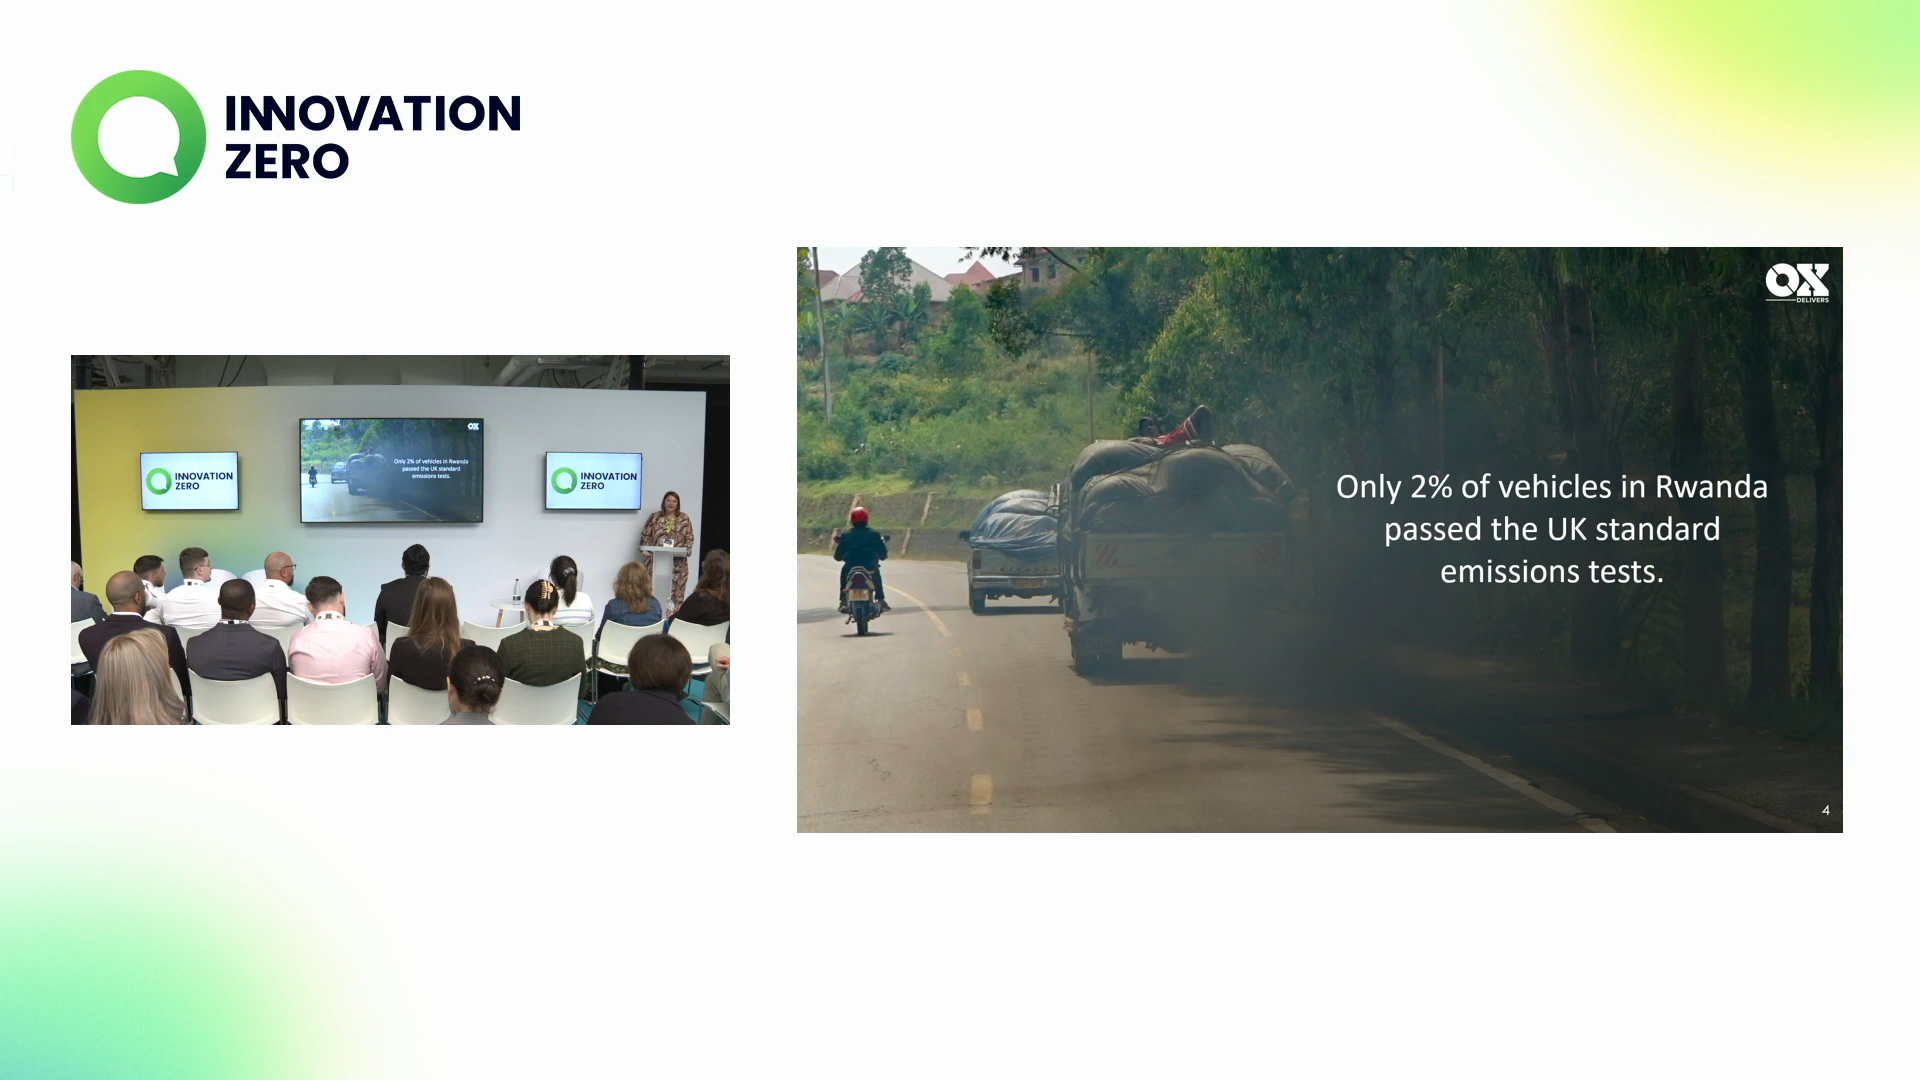 INNOVATION
ZERO
INNOVATION
ZERO
OX
Only 2% of vehicles in Rwanda
passed the UK standard
emissions tests.
INNOVATION
ZERO
OX
DELIVERS
Only 2% of vehicles in Rwanda
passed the UK standard
emissions tests.
4